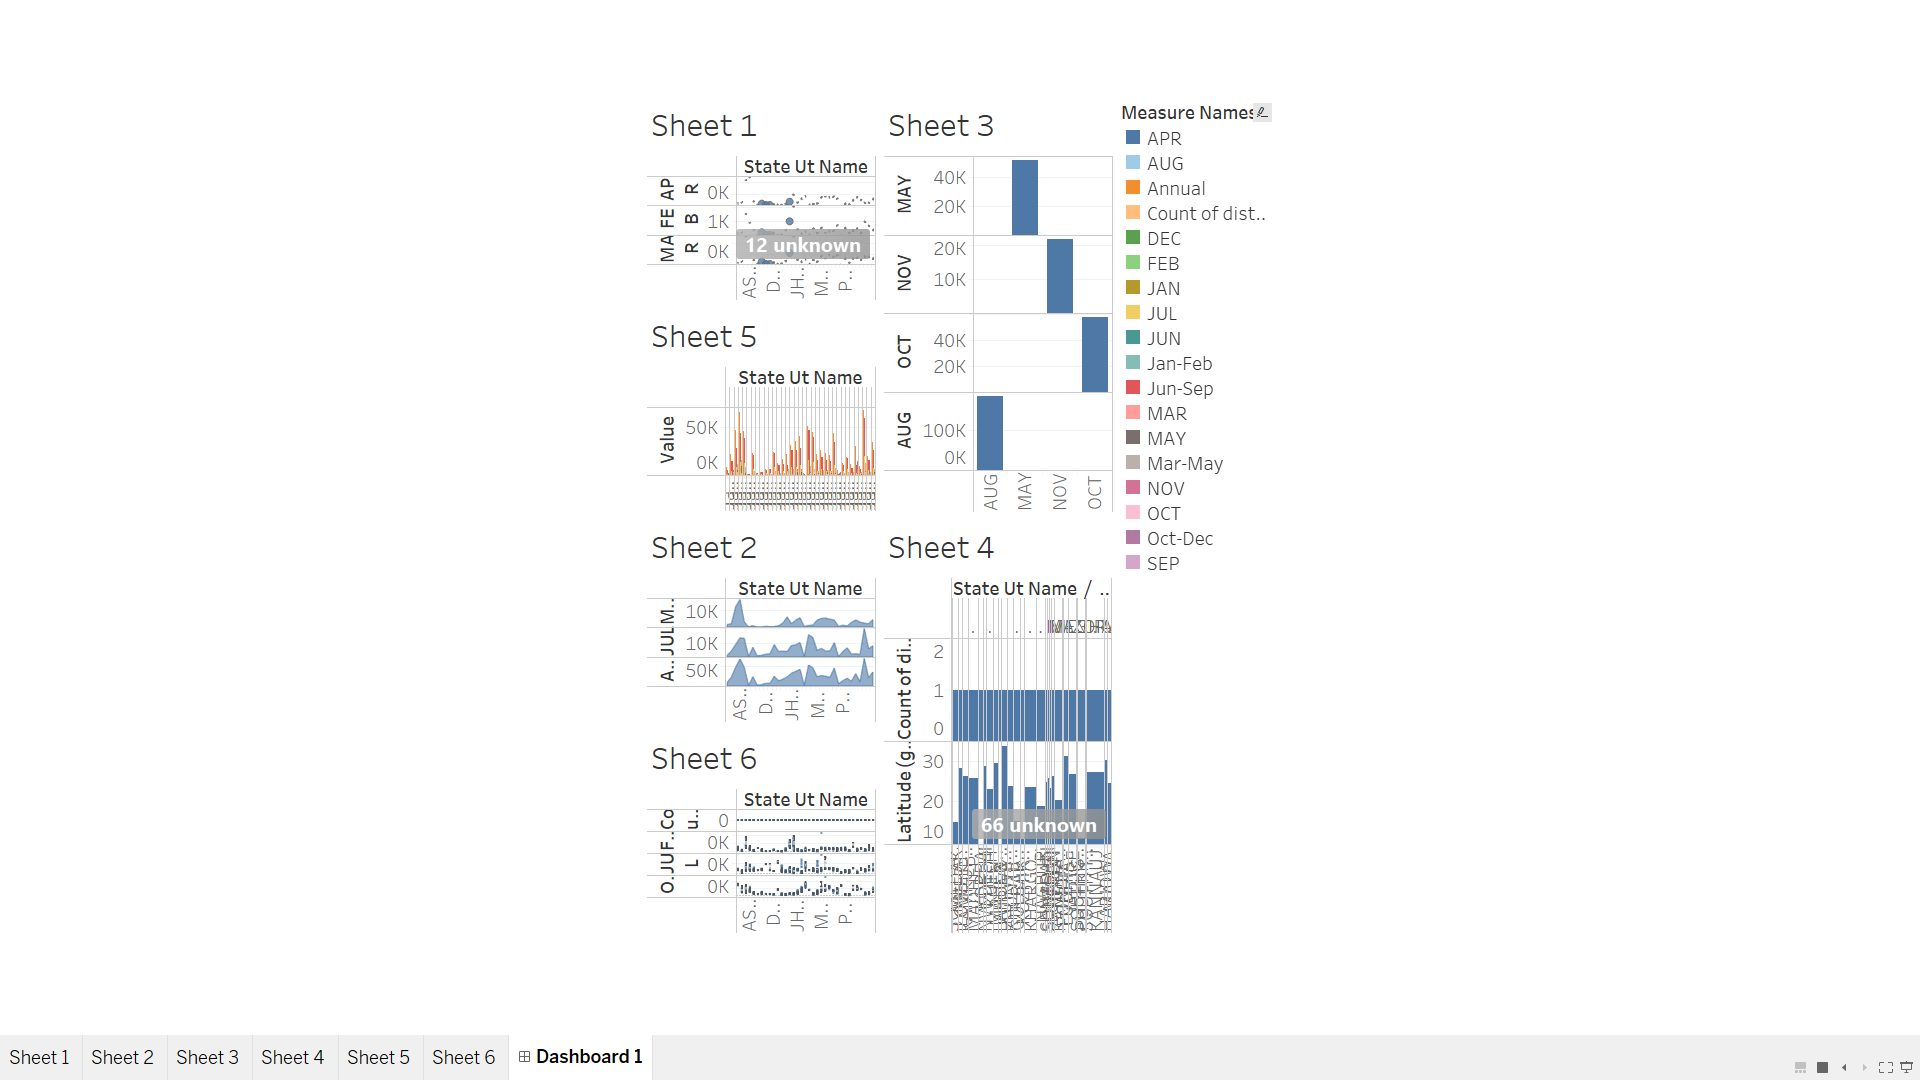 Sheet 1
State Ut Name
AP
R
0K
FE
B
1K
MA
R
0K
12 unknown
AS..
D..
JH..
M..
P..
Sheet 5
State Ut Name
Value
50K
0K
Sheet 2
State Ut Name
M..
10K
JUL
10K
A..
50K
AS..
D..
JH..
M..
P..
Sheet 6
State Ut Name
Co
u..
0
F..
0K
JU
L
0K
O..
0K
AS..
D..
JH..
M..
P..
Sheet 3
MAY
40K
20K
NOV
20K
10K
OCT
40K
20K
AUG
100K
0K
AUG
MAY
NOV
OCT
Sheet 4
State Ut Name / ..
Count of di..
2
1
0
Latitude (g..
30
20
10
66 unknown
KANNAUJ
Measure Names
APR
AUG
Annual
Count of dist..
DEC
FEB
JAN
JUL
JUN
Jan-Feb
Jun-Sep
MAR
MAY
Mar-May
NOV
OCT
Oct-Dec
SEP
Sheet 1
Sheet 2
Sheet 3
Sheet 4
Sheet 5
Sheet 6
Dashboard 1